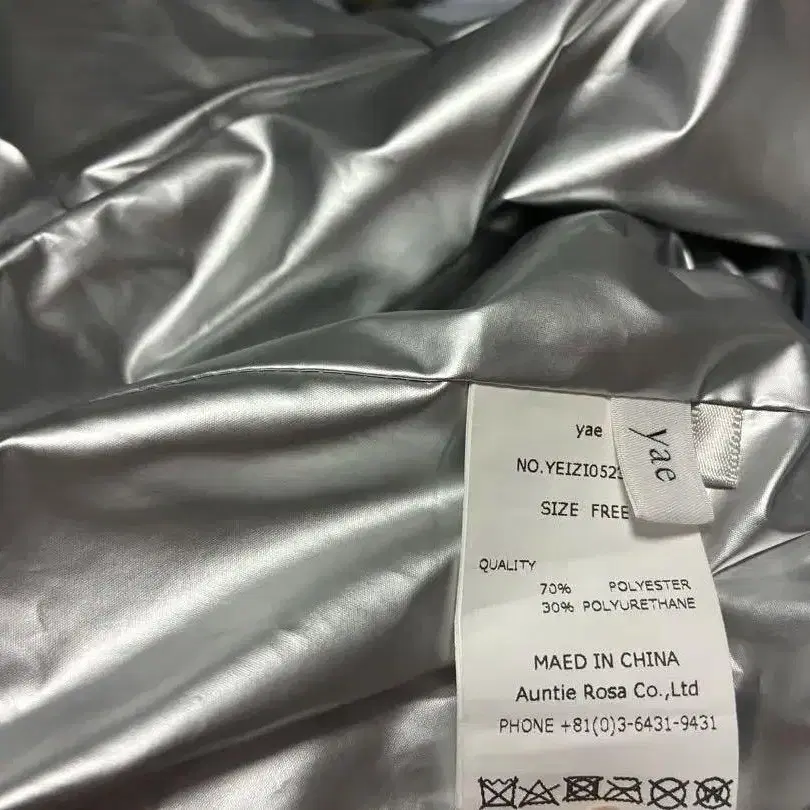 yae
yae
NO.YEIZI052
SIZE FREE
QUALITY
70% POLYESTER
30% POLYURETHANE
MAED IN CHINA
Auntie Rosa Co.,Ltd
PHONE +81(0)3-6431-9431